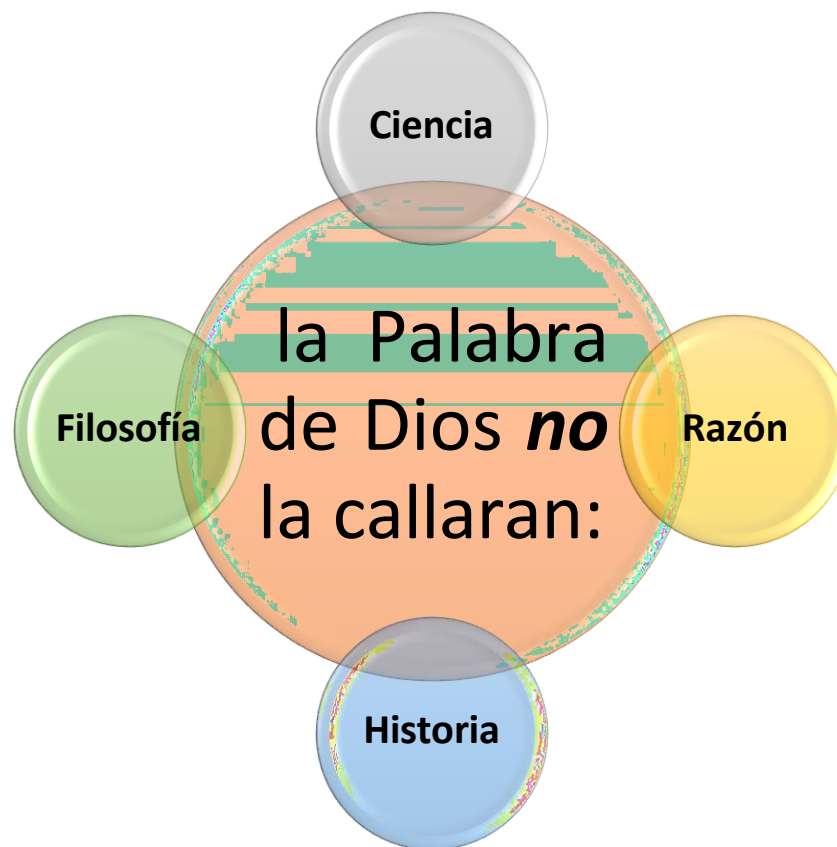 Ciencia
la Palabra
de Dios no
la callaran:
Filosofía
Razón
Historia